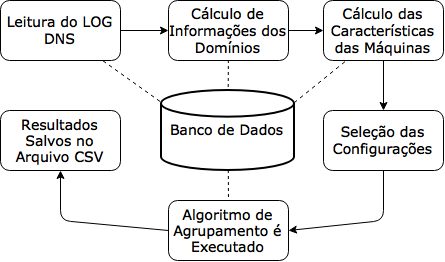 Leitura do LOG
DNS
Cálculo de
Informações dos
Domínios
Cálculo das
Características
das Máquinas
Banco de Dados
Resultados
Salvos no
Arquivo CSV
Seleção das
Configurações
Algoritmo de
Agrupamento é
Executado